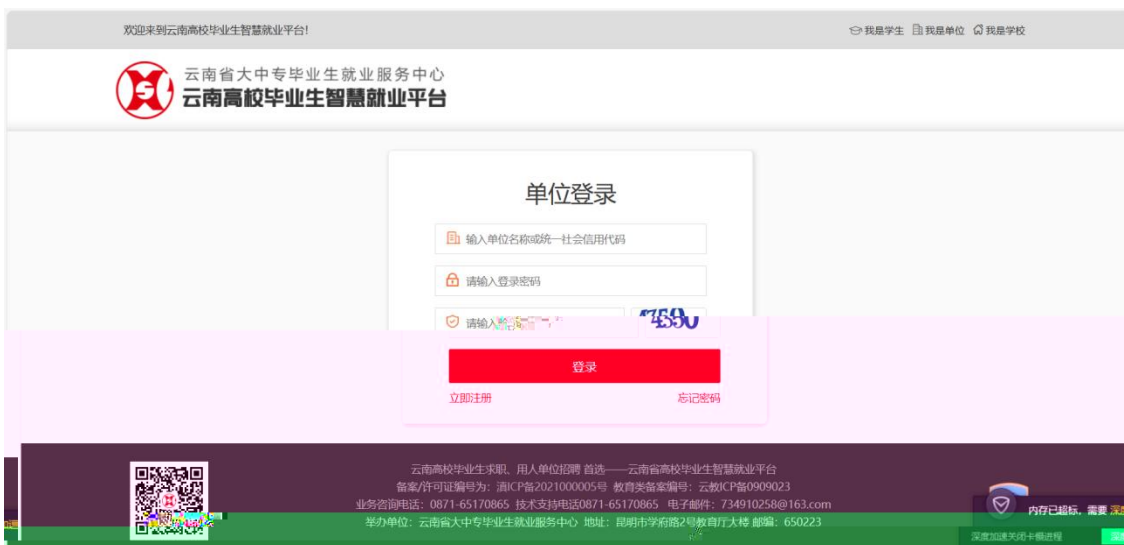 欢迎来到云南高校毕业生智慧就业平台!
我是学生 我是单位 我是学校
云南省大中专毕业生就业服务中心
云南高校毕业生智慧就业平台
单位登录
输入单位名称或统一社会信用代码
请输入登录密码
请输入
登录
立即注册 忘记密码
云南高校毕业生求职、用人单位招聘 首选——云南省高校毕业生智慧就业平台
备案/许可证编号为:滇ICP备2021000005号 教育类备案编号:云教ICP备0909023
业务咨询电话:0871-65170865 技术支持电话0871-65170865 电子邮件:734910258@163.com
举办单位:云南省大中专毕业生就业服务中心 地址:昆明市学府路2号教育厅大楼 邮编:650223
内存已超标,需要
深度加速关闭卡慢进程